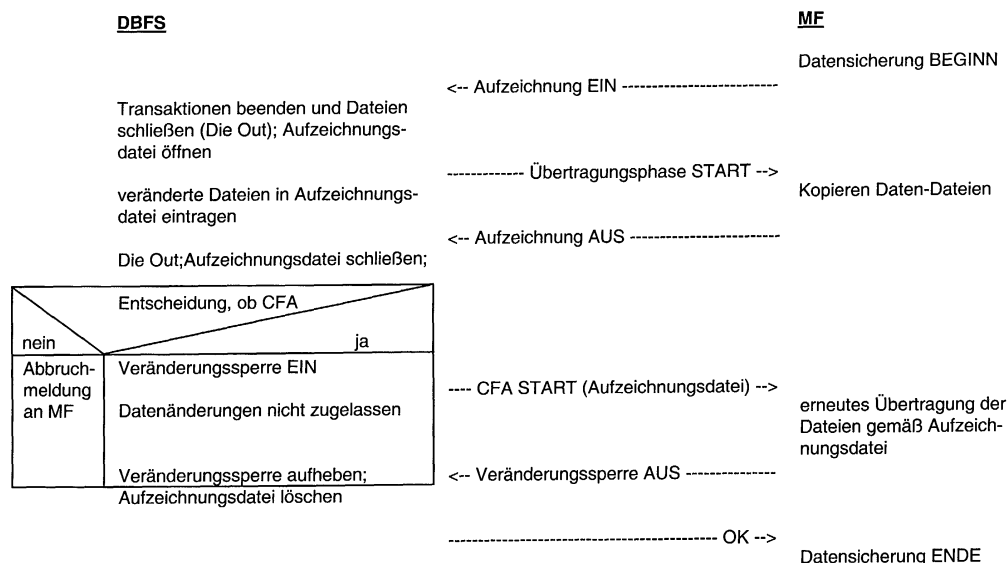 DBFS
MF
Datensicherung BEGINN
<-- Aufzeichnung EIN ----------------------
Transaktionen beenden und Dateien
schließen (Die Out); Aufzeichnungs-
datei öffnen
------------- Übertragungsphase START -->
Kopieren Daten-Dateien
veränderte Dateien in Aufzeichnungs-
datei eintragen
<-- Aufzeichnung AUS ---------------------
Die Out;Aufzeichnungsdatei schließen;
Entscheidung, ob CFA
nein
ja
Abbruch-
meldung
an MF
Veränderungssperre EIN
---- CFA START (Aufzeichnungsdatei) -->
Datenänderungen nicht zugelassen
erneutes Übertragung der
Dateien gemäß Aufzeich-
nungsdatei
Veränderungssperre aufheben;
Aufzeichnungsdatei löschen
<-- Veränderungssperre AUS -------------
--------------------------------------------- OK -->
Datensicherung ENDE